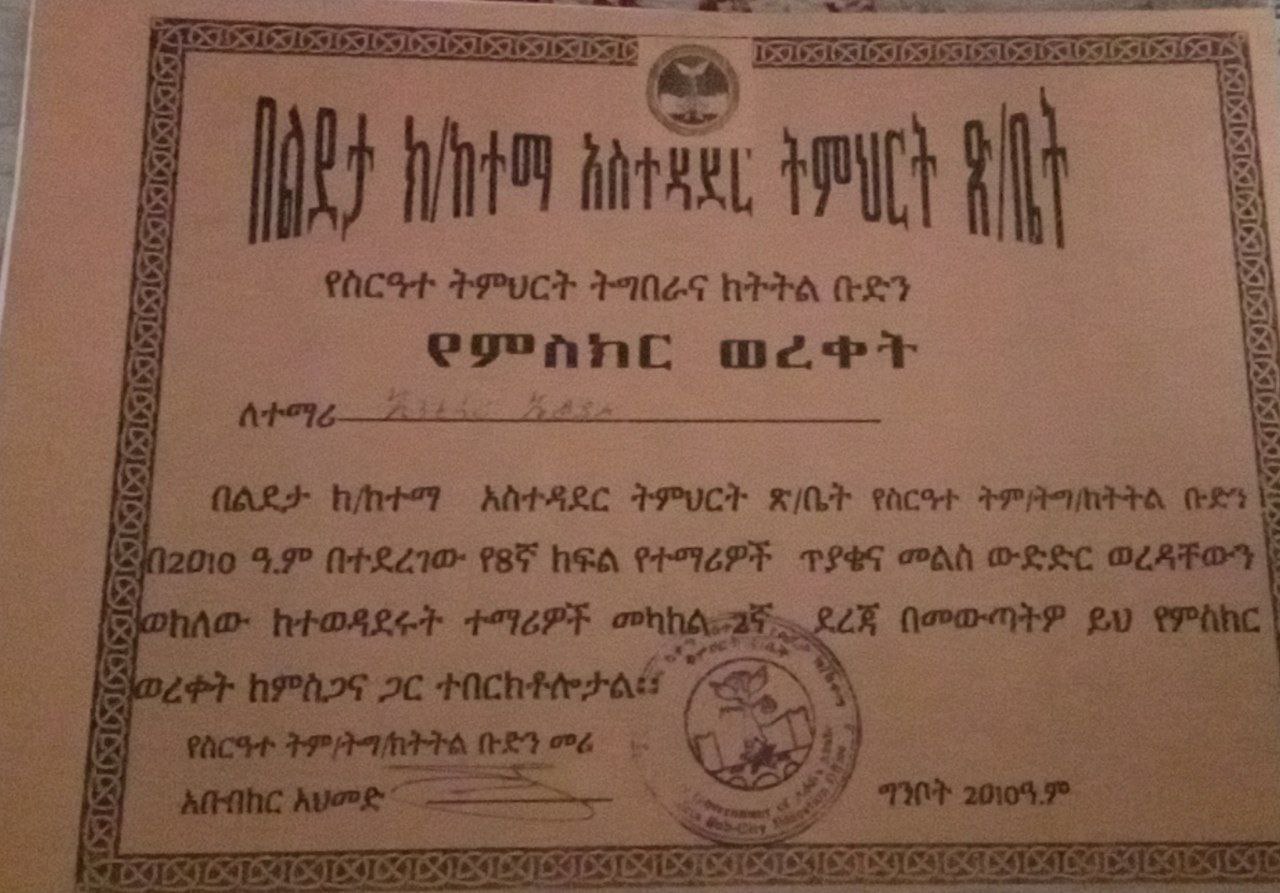 በልደታ ክ/ከተማ አስተዳደር ትምህርት ጽ/ቤት
የስርዓተ ትምህርት ትግበራና ክትትል ቡድን
የምስክር ወረቀት
ለተማሪ
በልደታ ክ/ከተማ አስተዳደር ትምህርት ጽ/ቤት የስርዓተ ትም/ትግ/ክትትል ቡድን
በ2010 ዓ.ም በተደረገው የ8ኛ ክፍል የተማሪዎች ጥያቄና መልስ ውድድር ወረዳቸውን
ወክለው ከተወዳደሩት ተማሪዎች መካከል 2ኛ ደረጃ በመውጣትዎ ይህ የምስክር
ወረቀት ከምስጋና ጋር ተበርክቶሎታል።
የስርዓተ ትም/ትግ/ክትትል ቡድን መሪ
አቡብከር አህመድ
ግንቦት 2010ዓ.ም
Government of Addis
Sub-City Education Office